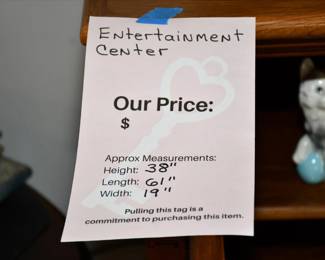 Entertainment
Center
Our Price:
$
Approx Measurements:
Height: 38"
Length: 61"
Width: 19"
Pulling this tag is a
commitment to purchasing this item.